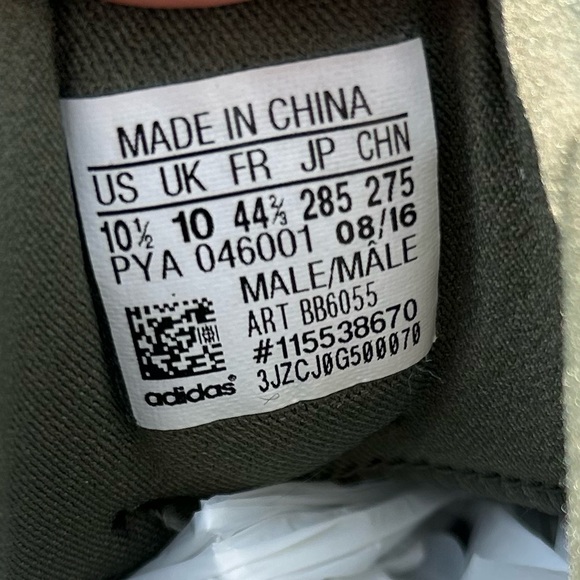 MADE IN CHINA
US UK FR JP CHN
10½ 10 44⅔ 285 275
PYA 046001 08/16
MALE/MÂLE
ART BB6055
#115538670
3JZCJ0G500070
adidas®